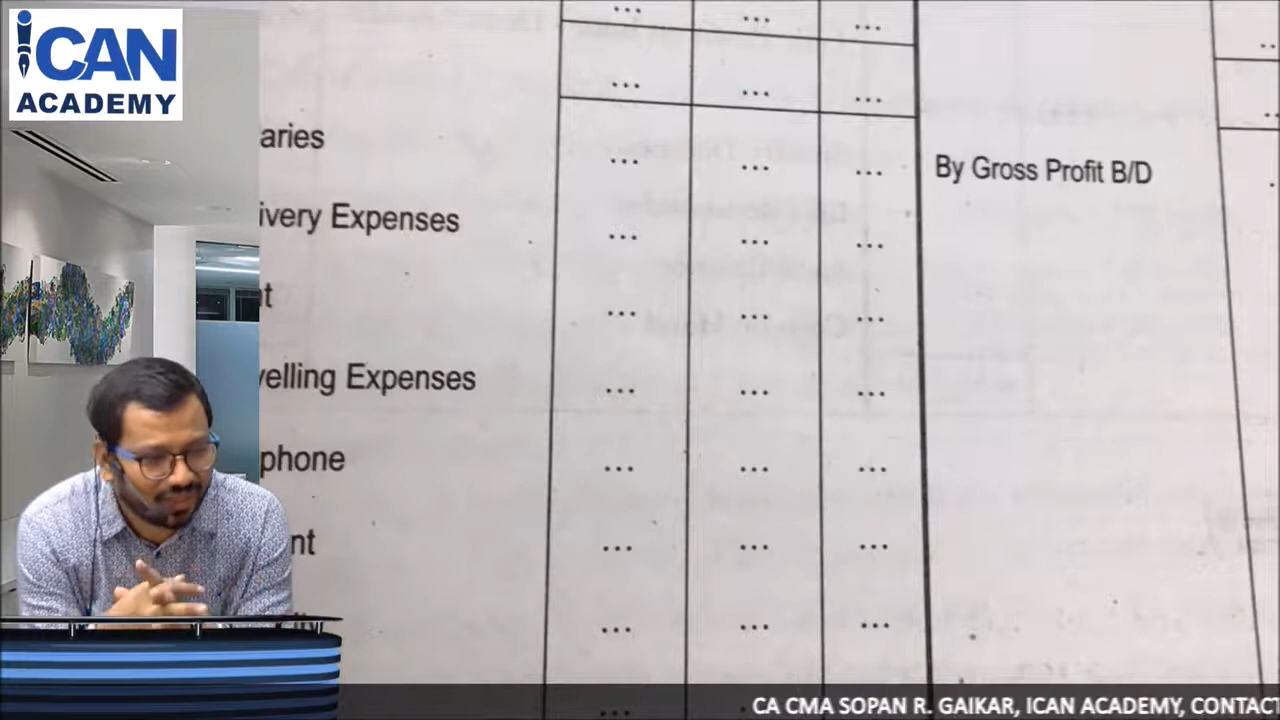 iCAN
ACADEMY
... ... ...
... ... ...
aries ... ... ... By Gross Profit B/D
ivery Expenses ... ... ...
t ... ... ...
velling Expenses ... ... ...
phone ... ... ...
nt ... ... ...
... ... ...
CA CMA SOPAN R. GAIKAR, ICAN ACADEMY, CONTACT